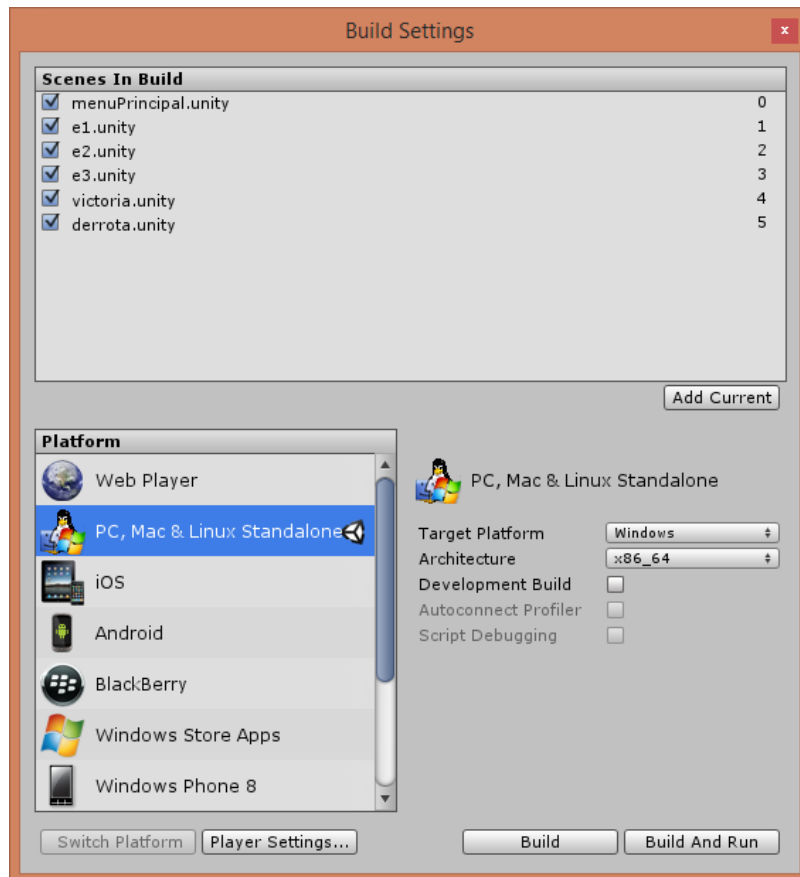 Build Settings
x
Scenes In Build
menuPrincipal.unity 0
e1.unity 1
e2.unity 2
e3.unity 3
victoria.unity 4
derrota.unity 5
Add Current
Platform
Web Player
PC, Mac & Linux Standalone
iOS
Android
BlackBerry
Windows Store Apps
Windows Phone 8
PC, Mac & Linux Standalone
Target Platform Windows
Architecture x86_64
Development Build
Autoconnect Profiler
Script Debugging
Switch Platform Player Settings... Build Build And Run